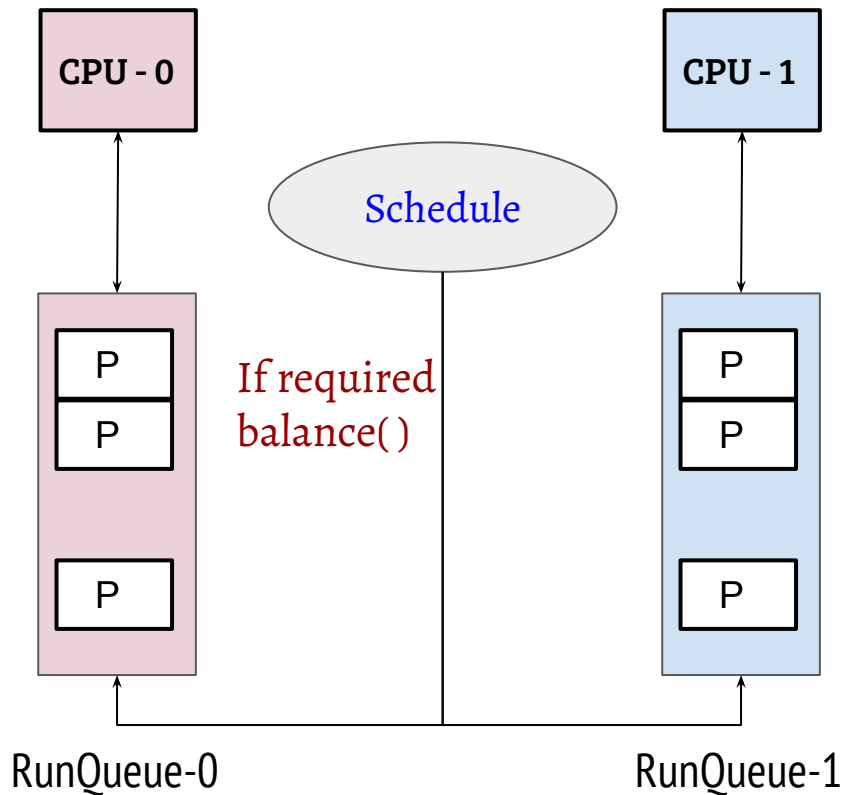 CPU - 0
CPU - 1
Schedule
P
P
If required
balance( )
P
P
P
P
RunQueue-0
RunQueue-1